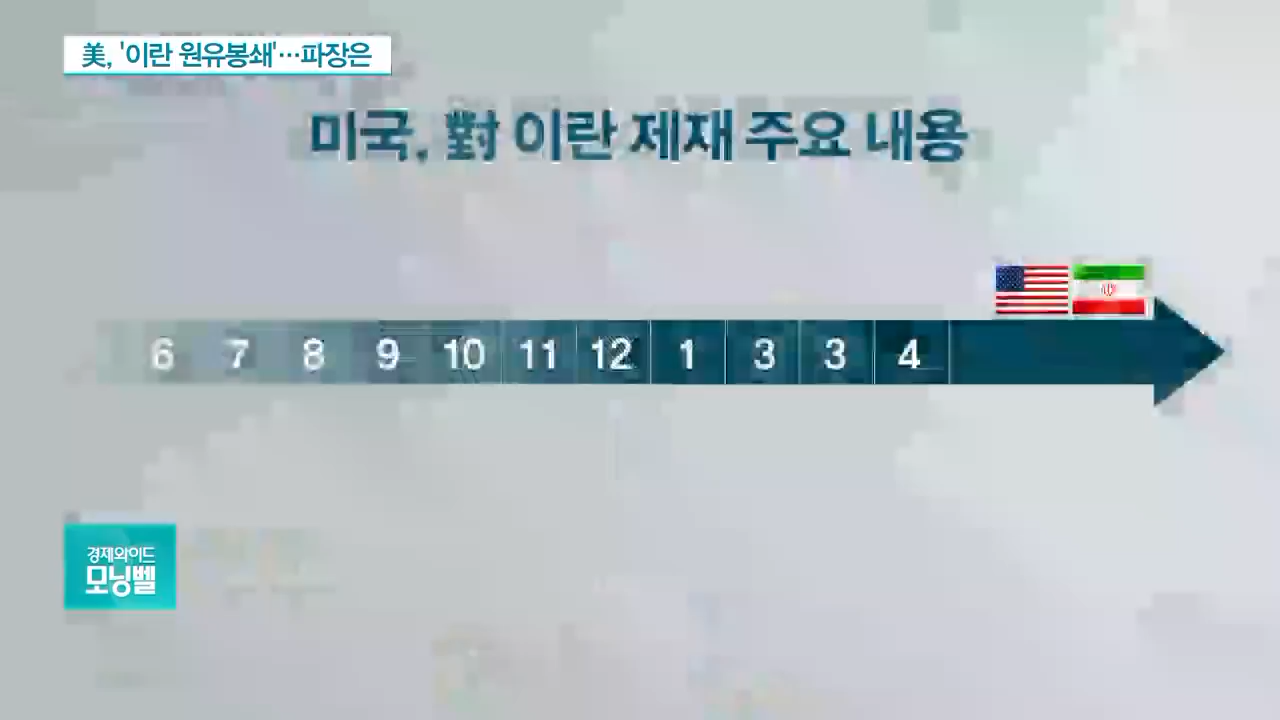 美, '이란 원유봉쇄'…파장은
미국, 對 이란 제재 주요 내용
6 7 8 9 10 11 12 1 3 3 4
경제와이드
모닝벨